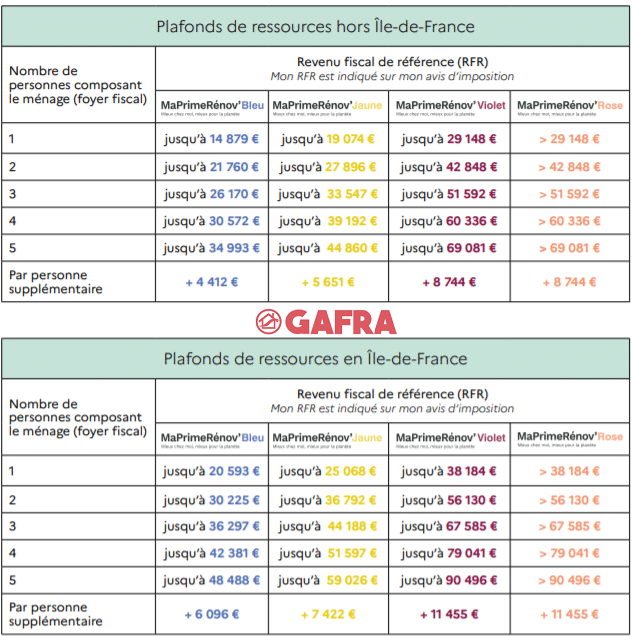 Plafonds de ressources hors Île-de-France
Nombre de
personnes composant
le ménage (foyer fiscal)
Revenu fiscal de référence (RFR)
Mon RFR est indiqué sur mon avis d'imposition
MaPrimeRénov'Bleu MaPrimeRénov'Jaune MaPrimeRénov'Violet MaPrimeRénov'Rose
Mieux chez moi, mieux pour la planète Mieux chez moi, mieux pour la planète Mieux chez moi, mieux pour la planète Mieux chez moi, mieux pour la planète
1 jusqu'à 14 879 € jusqu'à 19 074 € jusqu'à 29 148 € > 29 148 €
2 jusqu'à 21 760 € jusqu'à 27 896 € jusqu'à 42 848 € > 42 848 €
3 jusqu'à 26 170 € jusqu'à 33 547 € jusqu'à 51 592 € > 51 592 €
4 jusqu'à 30 572 € jusqu'à 39 192 € jusqu'à 60 336 € > 60 336 €
5 jusqu'à 34 993 € jusqu'à 44 860 € jusqu'à 69 081 € > 69 081 €
Par personne
supplémentaire
+ 4 412 € + 5 651 € + 8 744 € + 8 744 €
GAFRA
Plafonds de ressources en Île-de-France
Nombre de
personnes composant
le ménage (foyer fiscal)
Revenu fiscal de référence (RFR)
Mon RFR est indiqué sur mon avis d'imposition
MaPrimeRénov'Bleu MaPrimeRénov'Jaune MaPrimeRénov'Violet MaPrimeRénov'Rose
Mieux chez moi, mieux pour la planète Mieux chez moi, mieux pour la planète Mieux chez moi, mieux pour la planète Mieux chez moi, mieux pour la planète
1 jusqu'à 20 593 € jusqu'à 25 068 € jusqu'à 38 184 € > 38 184 €
2 jusqu'à 30 225 € jusqu'à 36 792 € jusqu'à 56 130 € > 56 130 €
3 jusqu'à 36 297 € jusqu'à 44 188 € jusqu'à 67 585 € > 67 585 €
4 jusqu'à 42 381 € jusqu'à 51 597 € jusqu'à 79 041 € > 79 041 €
5 jusqu'à 48 488 € jusqu'à 59 026 € jusqu'à 90 496 € > 90 496 €
Par personne
supplémentaire
+ 6 096 € + 7 422 € + 11 455 € + 11 455 €